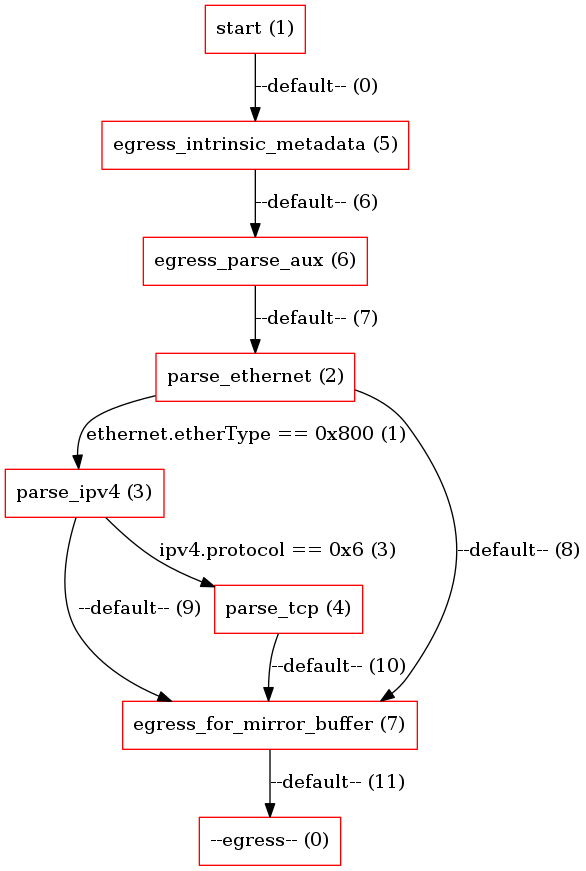 start (1)
--default-- (0)
egress_intrinsic_metadata (5)
--default-- (6)
egress_parse_aux (6)
--default-- (7)
parse_ethernet (2)
ethernet.etherType == 0x800 (1)
parse_ipv4 (3)
ipv4.protocol == 0x6 (3)
--default-- (8)
--default-- (9)
parse_tcp (4)
--default-- (10)
egress_for_mirror_buffer (7)
--default-- (11)
--egress-- (0)